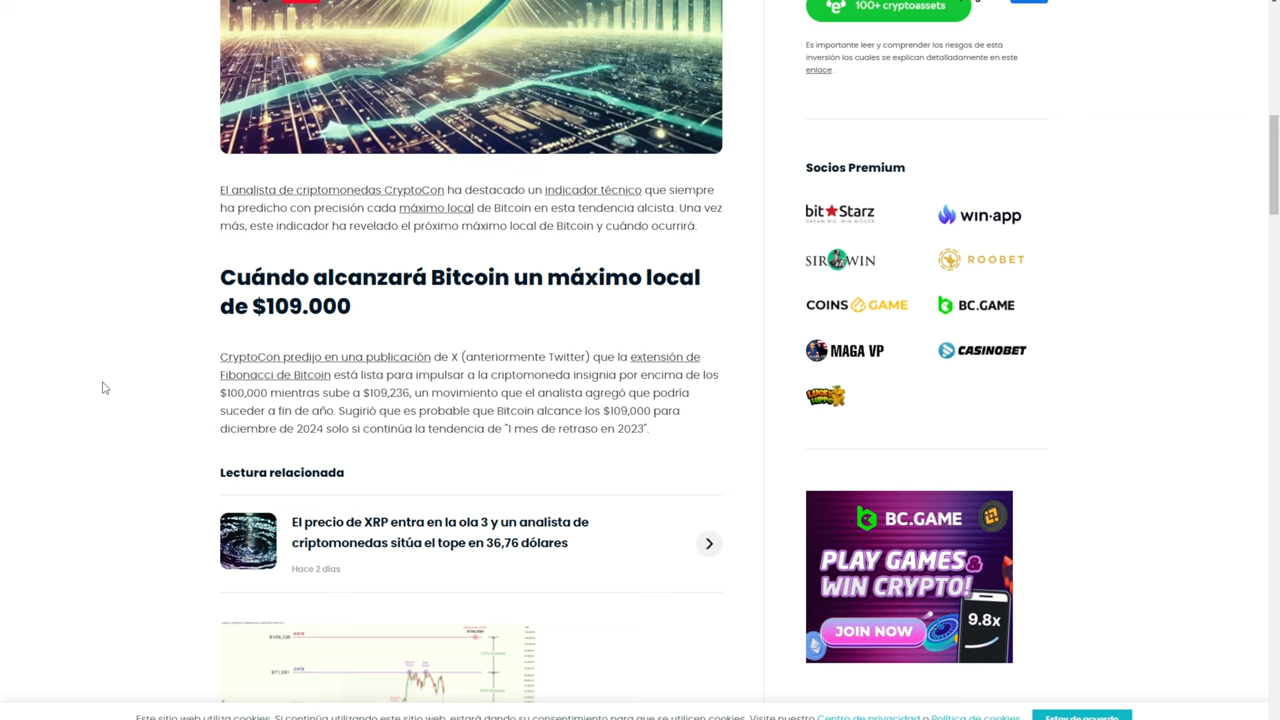 100+ cryptoassets
Es importante leer y comprender los riesgos de esta
inversión los cuales se explican detalladamente en este
enlace .
El analista de criptomonedas CryptoCon ha destacado un indicador técnico que siempre
ha predicho con precisión cada máximo local de Bitcoin en esta tendencia alcista. Una vez
más, este indicador ha revelado el próximo máximo local de Bitcoin y cuándo ocurrirá.
Cuándo alcanzará Bitcoin un máximo local
de $109.000
CryptoCon predijo en una publicación de X (anteriormente Twitter) que la extensión de
Fibonacci de Bitcoin está lista para impulsar a la criptomoneda insignia por encima de los
$100,000 mientras sube a $109,236, un movimiento que el analista agregó que podría
suceder a fin de año. Sugirió que es probable que Bitcoin alcance los $109,000 para
diciembre de 2024 solo si continúa la tendencia de "1 mes de retraso en 2023".
Lectura relacionada
El precio de XRP entra en la ola 3 y un analista de
criptomonedas sitúa el tope en 36,76 dólares
Hace 2 días
$109,236
$71,591
Socios Premium
bit★Starz
DREAM BIG. WIN BIGGER
win·app
SIRWIN
ROOBET
COINS GAME
BC.GAME
MAGA VP
CASINOBET
LUCKY HIPPO
BC.GAME
PLAY GAMES &
WIN CRYPTO!
9.8x
JOIN NOW
Este sitio web utiliza cookies. Si continúa utilizando este sitio web, estará dando su consentimiento para que se utilicen cookies. Visite nuestro Centro de privacidad o Política de cookies.
Estoy de acuerdo